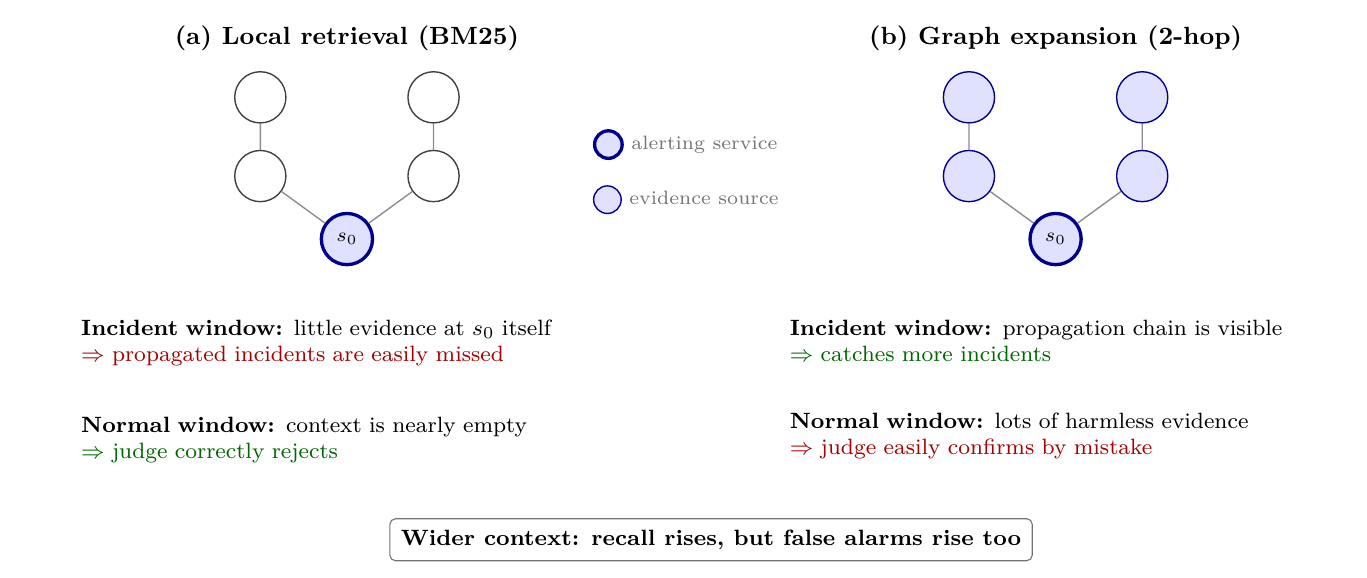 (a) Local retrieval (BM25)
s₀
Incident window: little evidence at s₀ itself
⇒ propagated incidents are easily missed
Normal window: context is nearly empty
⇒ judge correctly rejects
alerting service
evidence source
(b) Graph expansion (2-hop)
s₀
Incident window: propagation chain is visible
⇒ catches more incidents
Normal window: lots of harmless evidence
⇒ judge easily confirms by mistake
Wider context: recall rises, but false alarms rise too